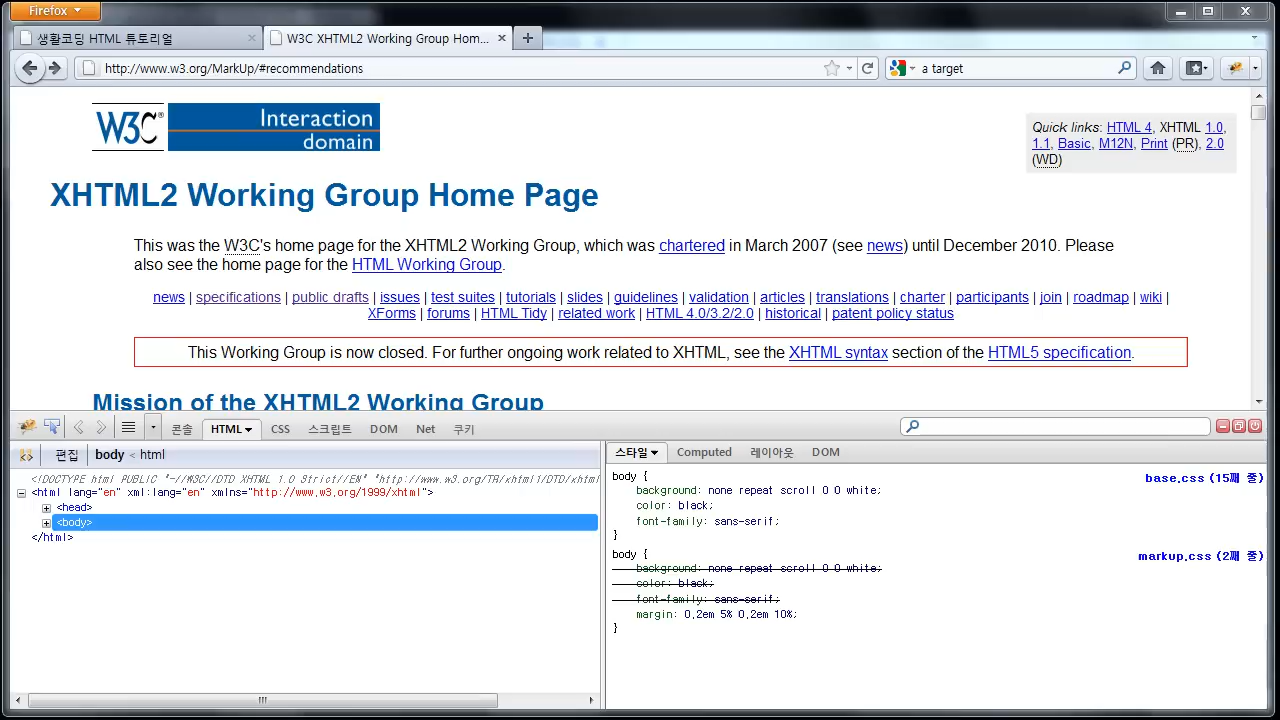 Firefox
생활코딩 HTML 튜토리얼
W3C XHTML2 Working Group Hom...
http://www.w3.org/MarkUp/#recommendations
a target
W3C®
Interaction
domain
Quick links: HTML 4, XHTML 1.0,
1.1, Basic, M12N, Print (PR), 2.0
(WD)
XHTML2 Working Group Home Page
This was the W3C's home page for the XHTML2 Working Group, which was chartered in March 2007 (see news) until December 2010. Please
also see the home page for the HTML Working Group.
news | specifications | public drafts | issues | test suites | tutorials | slides | guidelines | validation | articles | translations | charter | participants | join | roadmap | wiki |
XForms | forums | HTML Tidy | related work | HTML 4.0/3.2/2.0 | historical | patent policy status
This Working Group is now closed. For further ongoing work related to XHTML, see the XHTML syntax section of the HTML5 specification.
Mission of the XHTML2 Working Group
콘솔 HTML CSS 스크립트 DOM Net 쿠키
편집 body < html
스타일 Computed 레이아웃 DOM
<!DOCTYPE html PUBLIC "-//W3C//DTD XHTML 1.0 Strict//EN" "http://www.w3.org/TR/xhtml1/DTD/xhtml
<html lang="en" xml:lang="en" xmlns="http://www.w3.org/1999/xhtml">
<head>
<body>
</html>
body {
base.css (15째 줄)
background: none repeat scroll 0 0 white;
color: black;
font-family: sans-serif;
}
body {
markup.css (2째 줄)
background: none repeat scroll 0 0 white;
color: black;
font-family: sans-serif;
margin: 0.2em 5% 0.2em 10%;
}